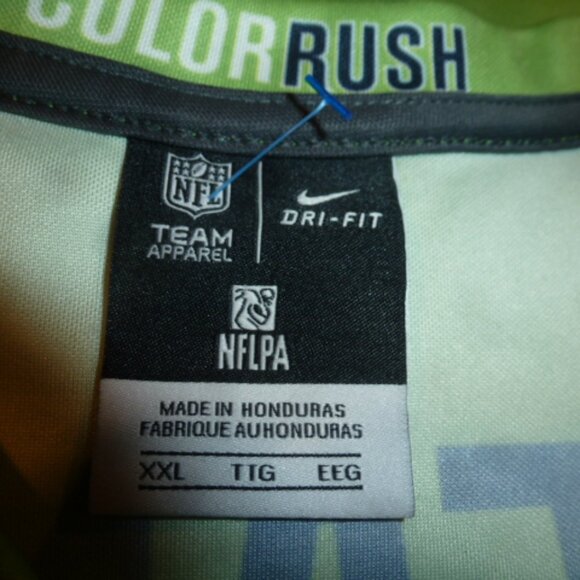 COLOR RUSH
NFL
TEAM
APPAREL
DRI-FIT
NFLPA
MADE IN HONDURAS
FABRIQUE AU HONDURAS
XXL TTG EEG